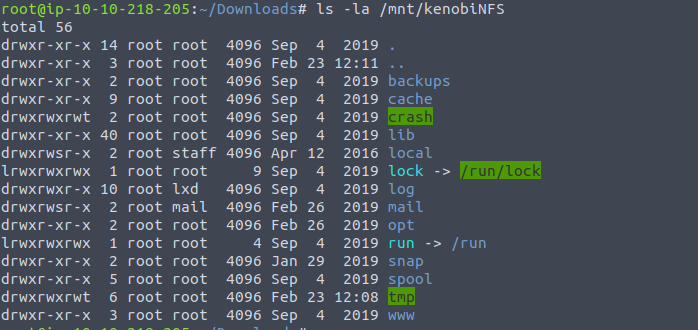 root@ip-10-10-218-205:~/Downloads# ls -la /mnt/kenobiNFS
total 56
drwxr-xr-x 14 root root  4096 Sep  4  2019 .
drwxr-xr-x  3 root root  4096 Feb 23 12:11 ..
drwxr-xr-x  2 root root  4096 Sep  4  2019 backups
drwxr-xr-x  9 root root  4096 Sep  4  2019 cache
drwxrwxrwt  2 root root  4096 Sep  4  2019 crash
drwxr-xr-x 40 root root  4096 Sep  4  2019 lib
drwxrwsr-x  2 root staff 4096 Apr 12  2016 local
lrwxrwxrwx  1 root root     9 Sep  4  2019 lock -> /run/lock
drwxrwxr-x 10 root lxd   4096 Sep  4  2019 log
drwxrwsr-x  2 root mail  4096 Feb 26  2019 mail
drwxr-xr-x  2 root root  4096 Feb 26  2019 opt
lrwxrwxrwx  1 root root     4 Sep  4  2019 run -> /run
drwxr-xr-x  2 root root  4096 Jan 29  2019 snap
drwxr-xr-x  5 root root  4096 Sep  4  2019 spool
drwxrwxrwt  6 root root  4096 Feb 23 12:08 tmp
drwxr-xr-x  3 root root  4096 Sep  4  2019 www